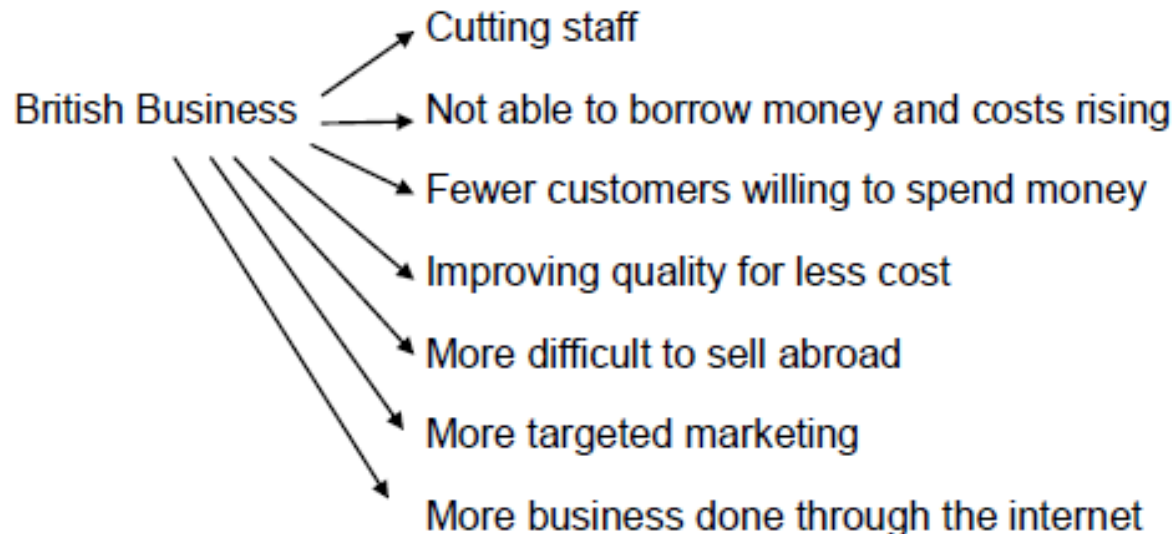 Cutting staff
British Business
Not able to borrow money and costs rising
Fewer customers willing to spend money
Improving quality for less cost
More difficult to sell abroad
More targeted marketing
More business done through the internet